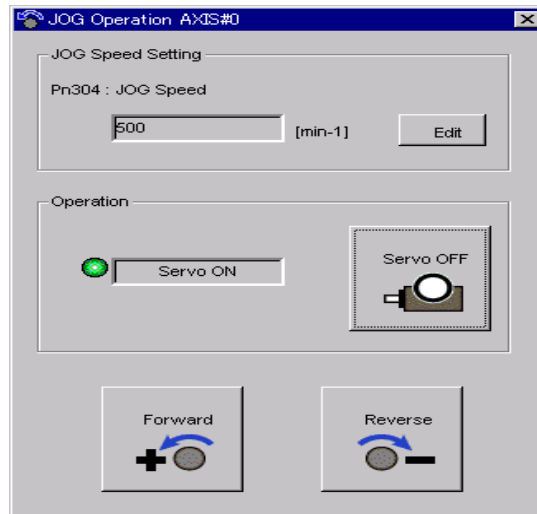 JOG Operation AXIS#0
JOG Speed Setting
Pn304 : JOG Speed
500 [min-1] Edit
Operation
Servo ON
Servo OFF
Forward
Reverse